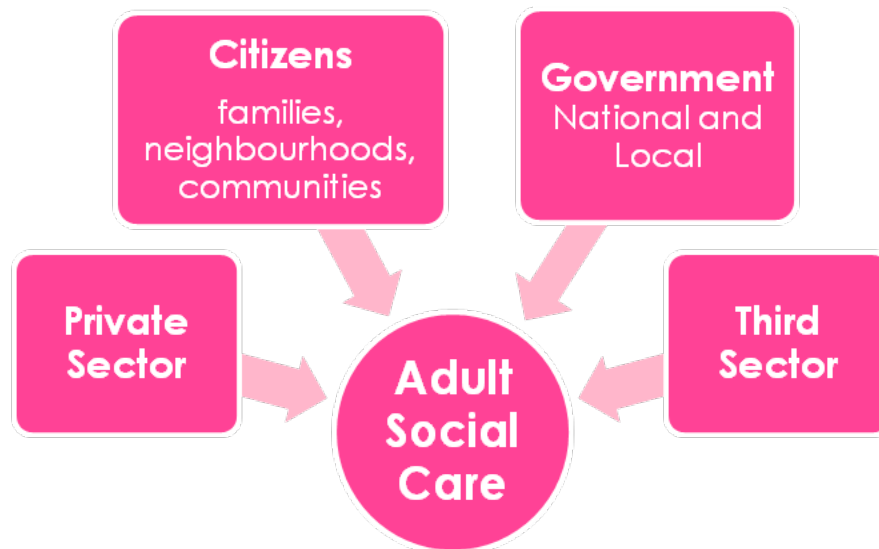 Citizens
families,
neighbourhoods,
communities
Government
National and
Local
Private
Sector
Third
Sector
Adult
Social
Care